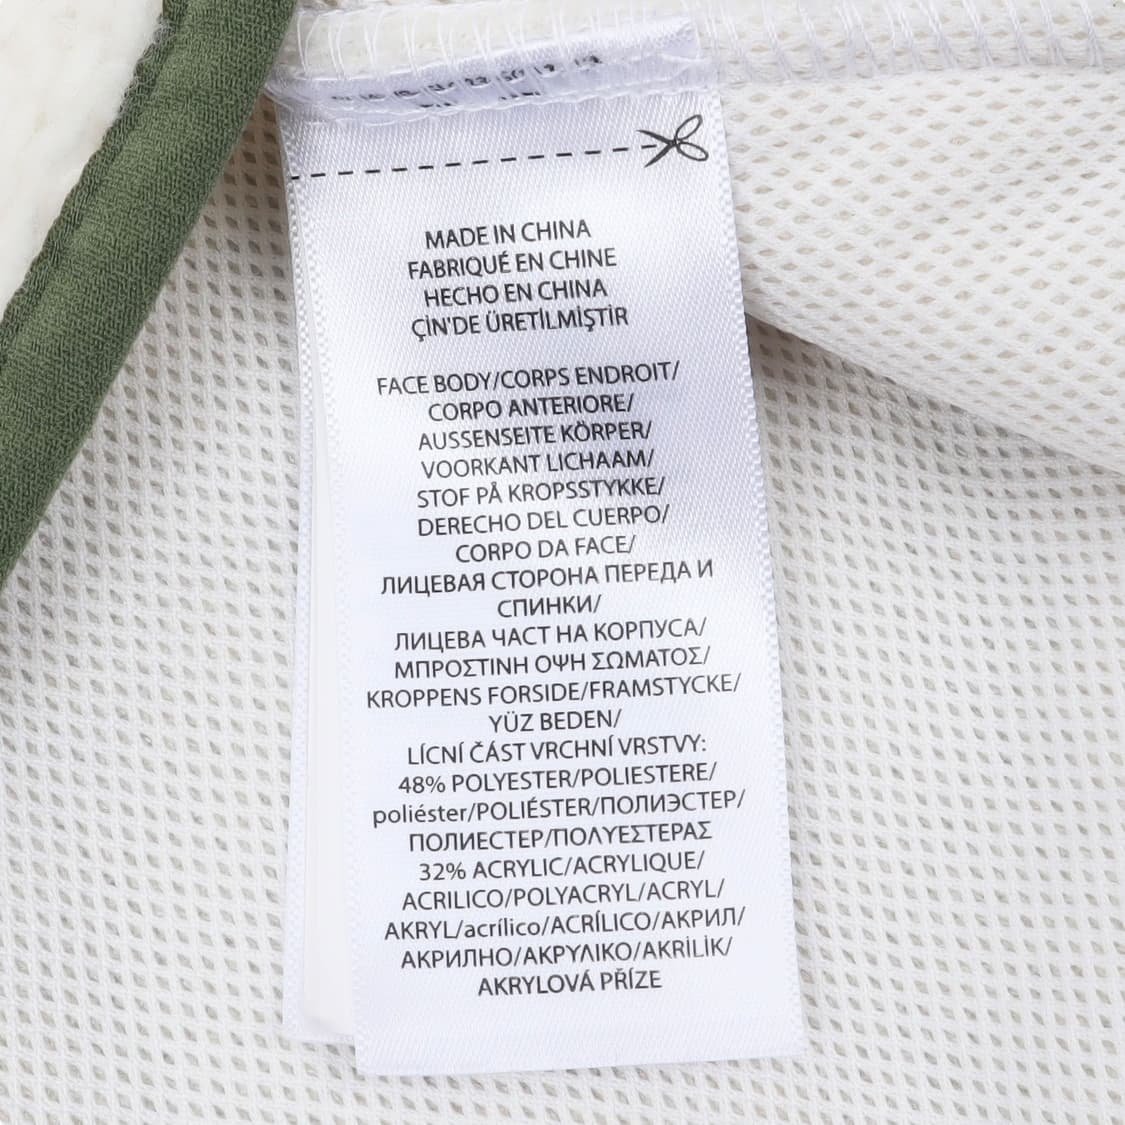 MADE IN CHINA
FABRIQUÉ EN CHINE
HECHO EN CHINA
ÇİN'DE ÜRETİLMİŞTİR
FACE BODY/CORPS ENDROIT/
CORPO ANTERIORE/
AUSSENSEITE KÖRPER/
VOORKANT LICHAAM/
STOF PÅ KROPSSTYKKE/
DERECHO DEL CUERPO/
CORPO DA FACE/
ЛИЦЕВАЯ СТОРОНА ПЕРЕДА И
СПИНКИ/
ЛИЦЕВА ЧАСТ НА КОРПУСА/
ΜΠΡΟΣΤΙΝΗ ΟΨΗ ΣΩΜΑΤΟΣ/
KROPPENS FORSIDE/FRAMSTYCKE/
YÜZ BEDEN/
LÍCNÍ ČÁST VRCHNÍ VRSTVY:
48% POLYESTER/POLIESTERE/
poliéster/POLIÉSTER/ПОЛИЭСТЕР/
ПОЛИЕСТЕР/ΠΟΛΥΕΣΤΕΡΑΣ
32% ACRYLIC/ACRYLIQUE/
ACRILICO/POLYACRYL/ACRYL/
AKRYL/acrílico/ACRÍLICO/АКРИЛ/
АКРИЛНО/ΑΚΡΥΛΙΚΟ/AKRİLİK/
AKRYLOVÁ PŘÍZE